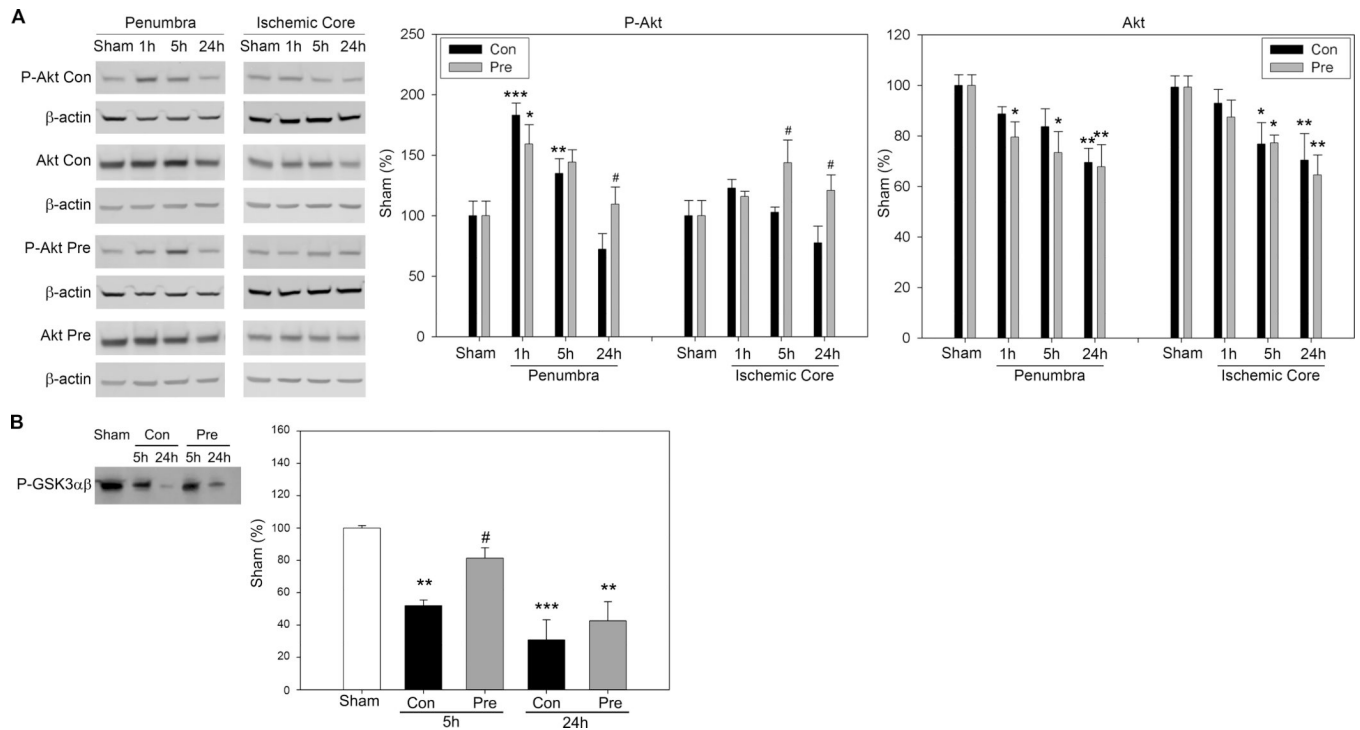 A
Penumbra
Ischemic Core
Sham 1h 5h 24h
Sham 1h 5h 24h
P-Akt Con
β-actin
Akt Con
β-actin
P-Akt Pre
β-actin
Akt Pre
β-actin
P-Akt
Con
Pre
Sham (%)
250
200
150
100
50
0
***
*
**
#
#
#
Sham 1h 5h 24h Sham 1h 5h 24h
Penumbra Ischemic Core
Akt
Con
Pre
Sham (%)
120
100
80
60
40
20
0
*
*
** **
* *
** **
Sham 1h 5h 24h Sham 1h 5h 24h
Penumbra Ischemic Core
B
Sham Con Pre
5h 24h 5h 24h
P-GSK3αβ
Sham (%)
160
140
120
100
80
60
40
20
0
**
#
***
**
Sham Con Pre Con Pre
5h 24h